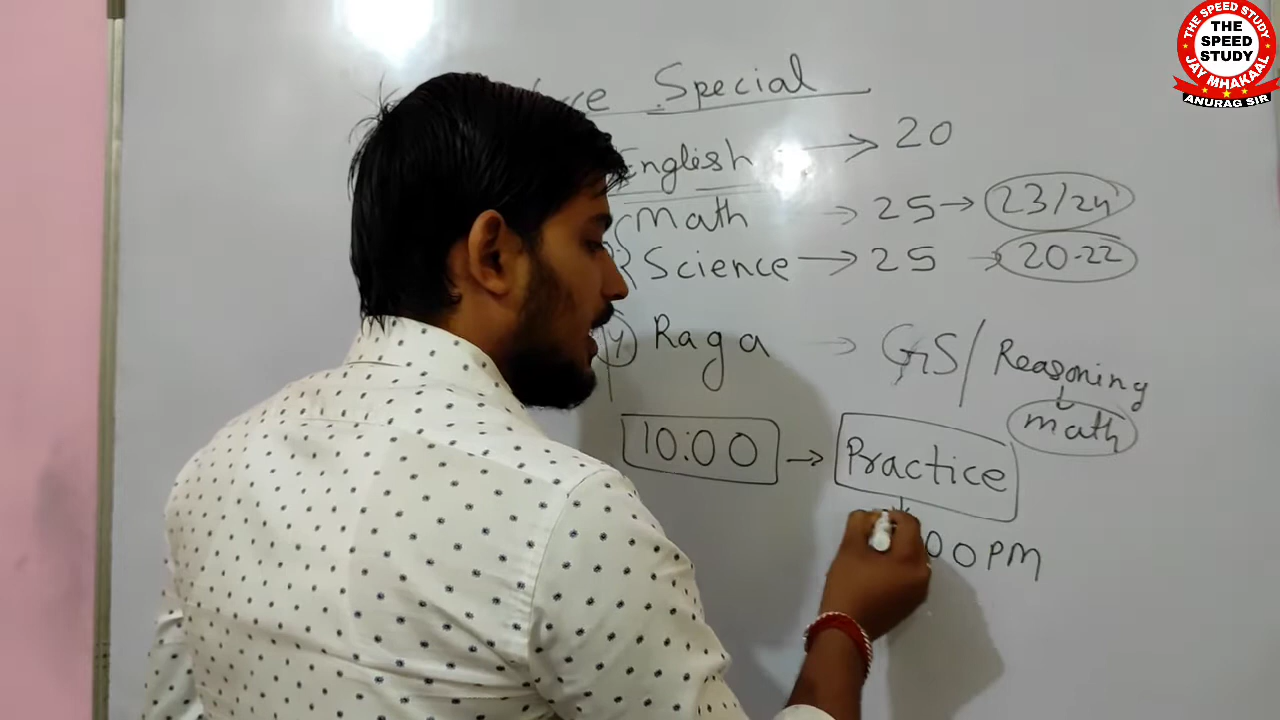 Special
English → 20
Math → 25 → 23/24
Science → 25 → 20-22
Raga → GS/Reasoning
math
10:00 → Practice
00 PM
THE SPEED STUDY
THE
SPEED
STUDY
JAY MHAKAAL
ANURAG SIR